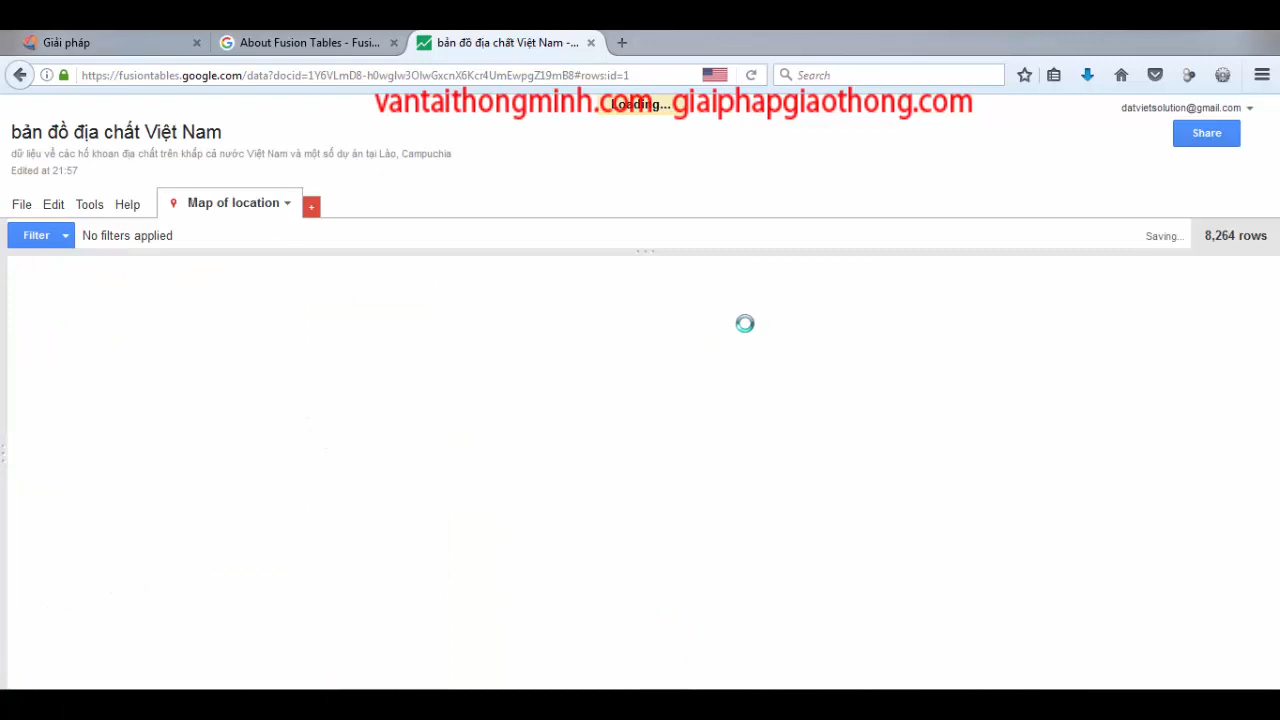 Giải pháp
About Fusion Tables - Fusi...
bản đồ địa chất Việt Nam -...
https://fusiontables.google.com/data?docid=1Y6VLmD8-h0wgIw3OIwGxcnX6Kcr4UmEwpgZ19mB8#rows:id=1
Search
vantaithongminh.com giaiphapgiaothong.com
Loading...
datvietsolution@gmail.com
bản đồ địa chất Việt Nam
Share
dữ liệu về các hố khoan địa chất trên khắp cả nước Việt Nam và một số dự án tại Lào, Campuchia
Edited at 21:57
File Edit Tools Help Map of location +
Filter No filters applied Saving... 8,264 rows